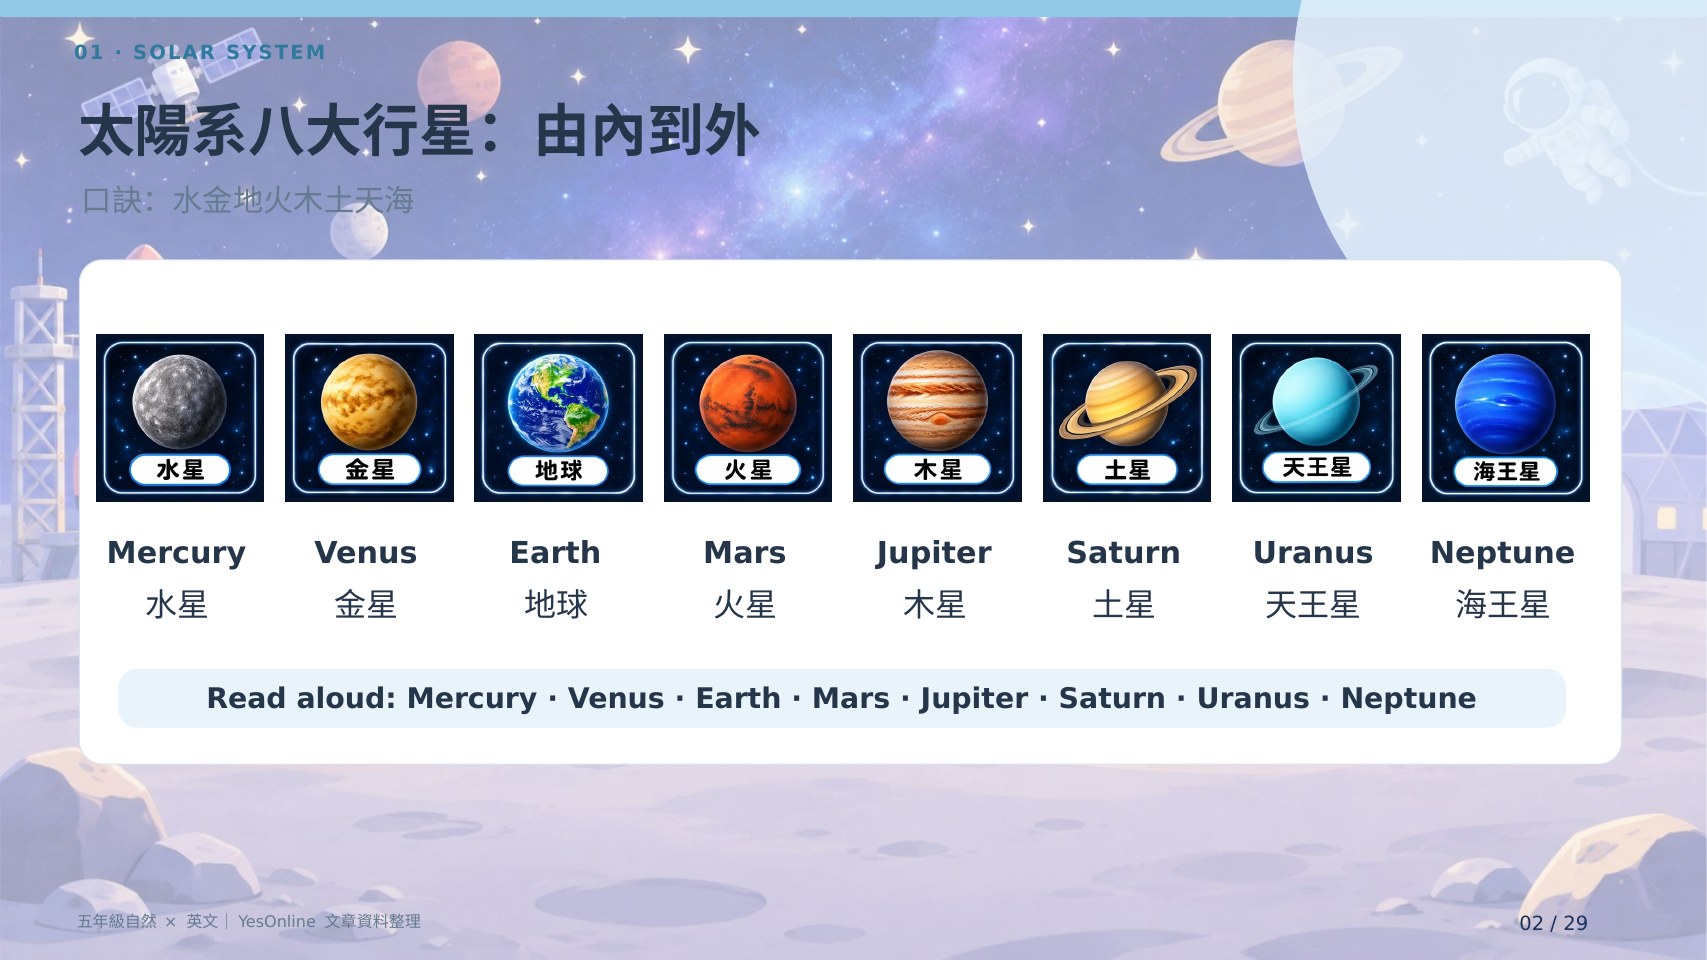 01 · SOLAR SYSTEM
太陽系八大行星：由內到外
口訣：水金地火木土天海
水星 金星 地球 火星 木星 土星 天王星 海王星
Mercury Venus Earth Mars Jupiter Saturn Uranus Neptune
水星 金星 地球 火星 木星 土星 天王星 海王星
Read aloud: Mercury · Venus · Earth · Mars · Jupiter · Saturn · Uranus · Neptune
五年級自然 × 英文｜YesOnline 文章資料整理
02 / 29